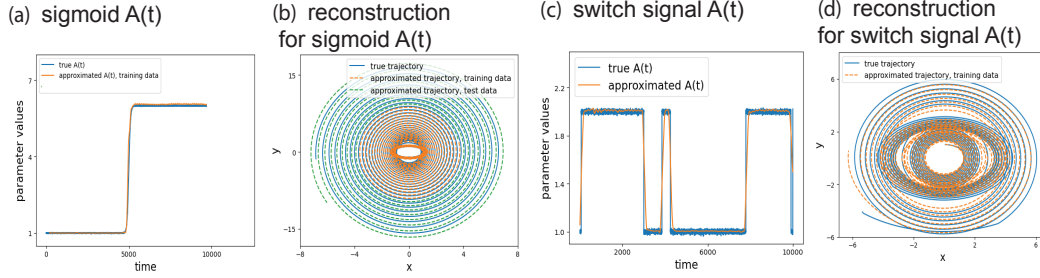 (a) sigmoid A(t)
true A(t)
approximated A(t), training data
parameter values
7
4
1
0
5000
10000
time
(b) reconstruction
for sigmoid A(t)
true trajectory
approximated trajectory, training data
approximated trajectory, test data
y
15
0
−15
−8
−4
0
4
8
x
(c) switch signal A(t)
true A(t)
approximated A(t)
parameter values
2.2
1.8
1.4
1.0
2000
6000
10000
time
(d) reconstruction
for switch signal A(t)
true trajectory
approximated trajectory, training data
y
6
2
−2
−6
−6
−2
2
6
x